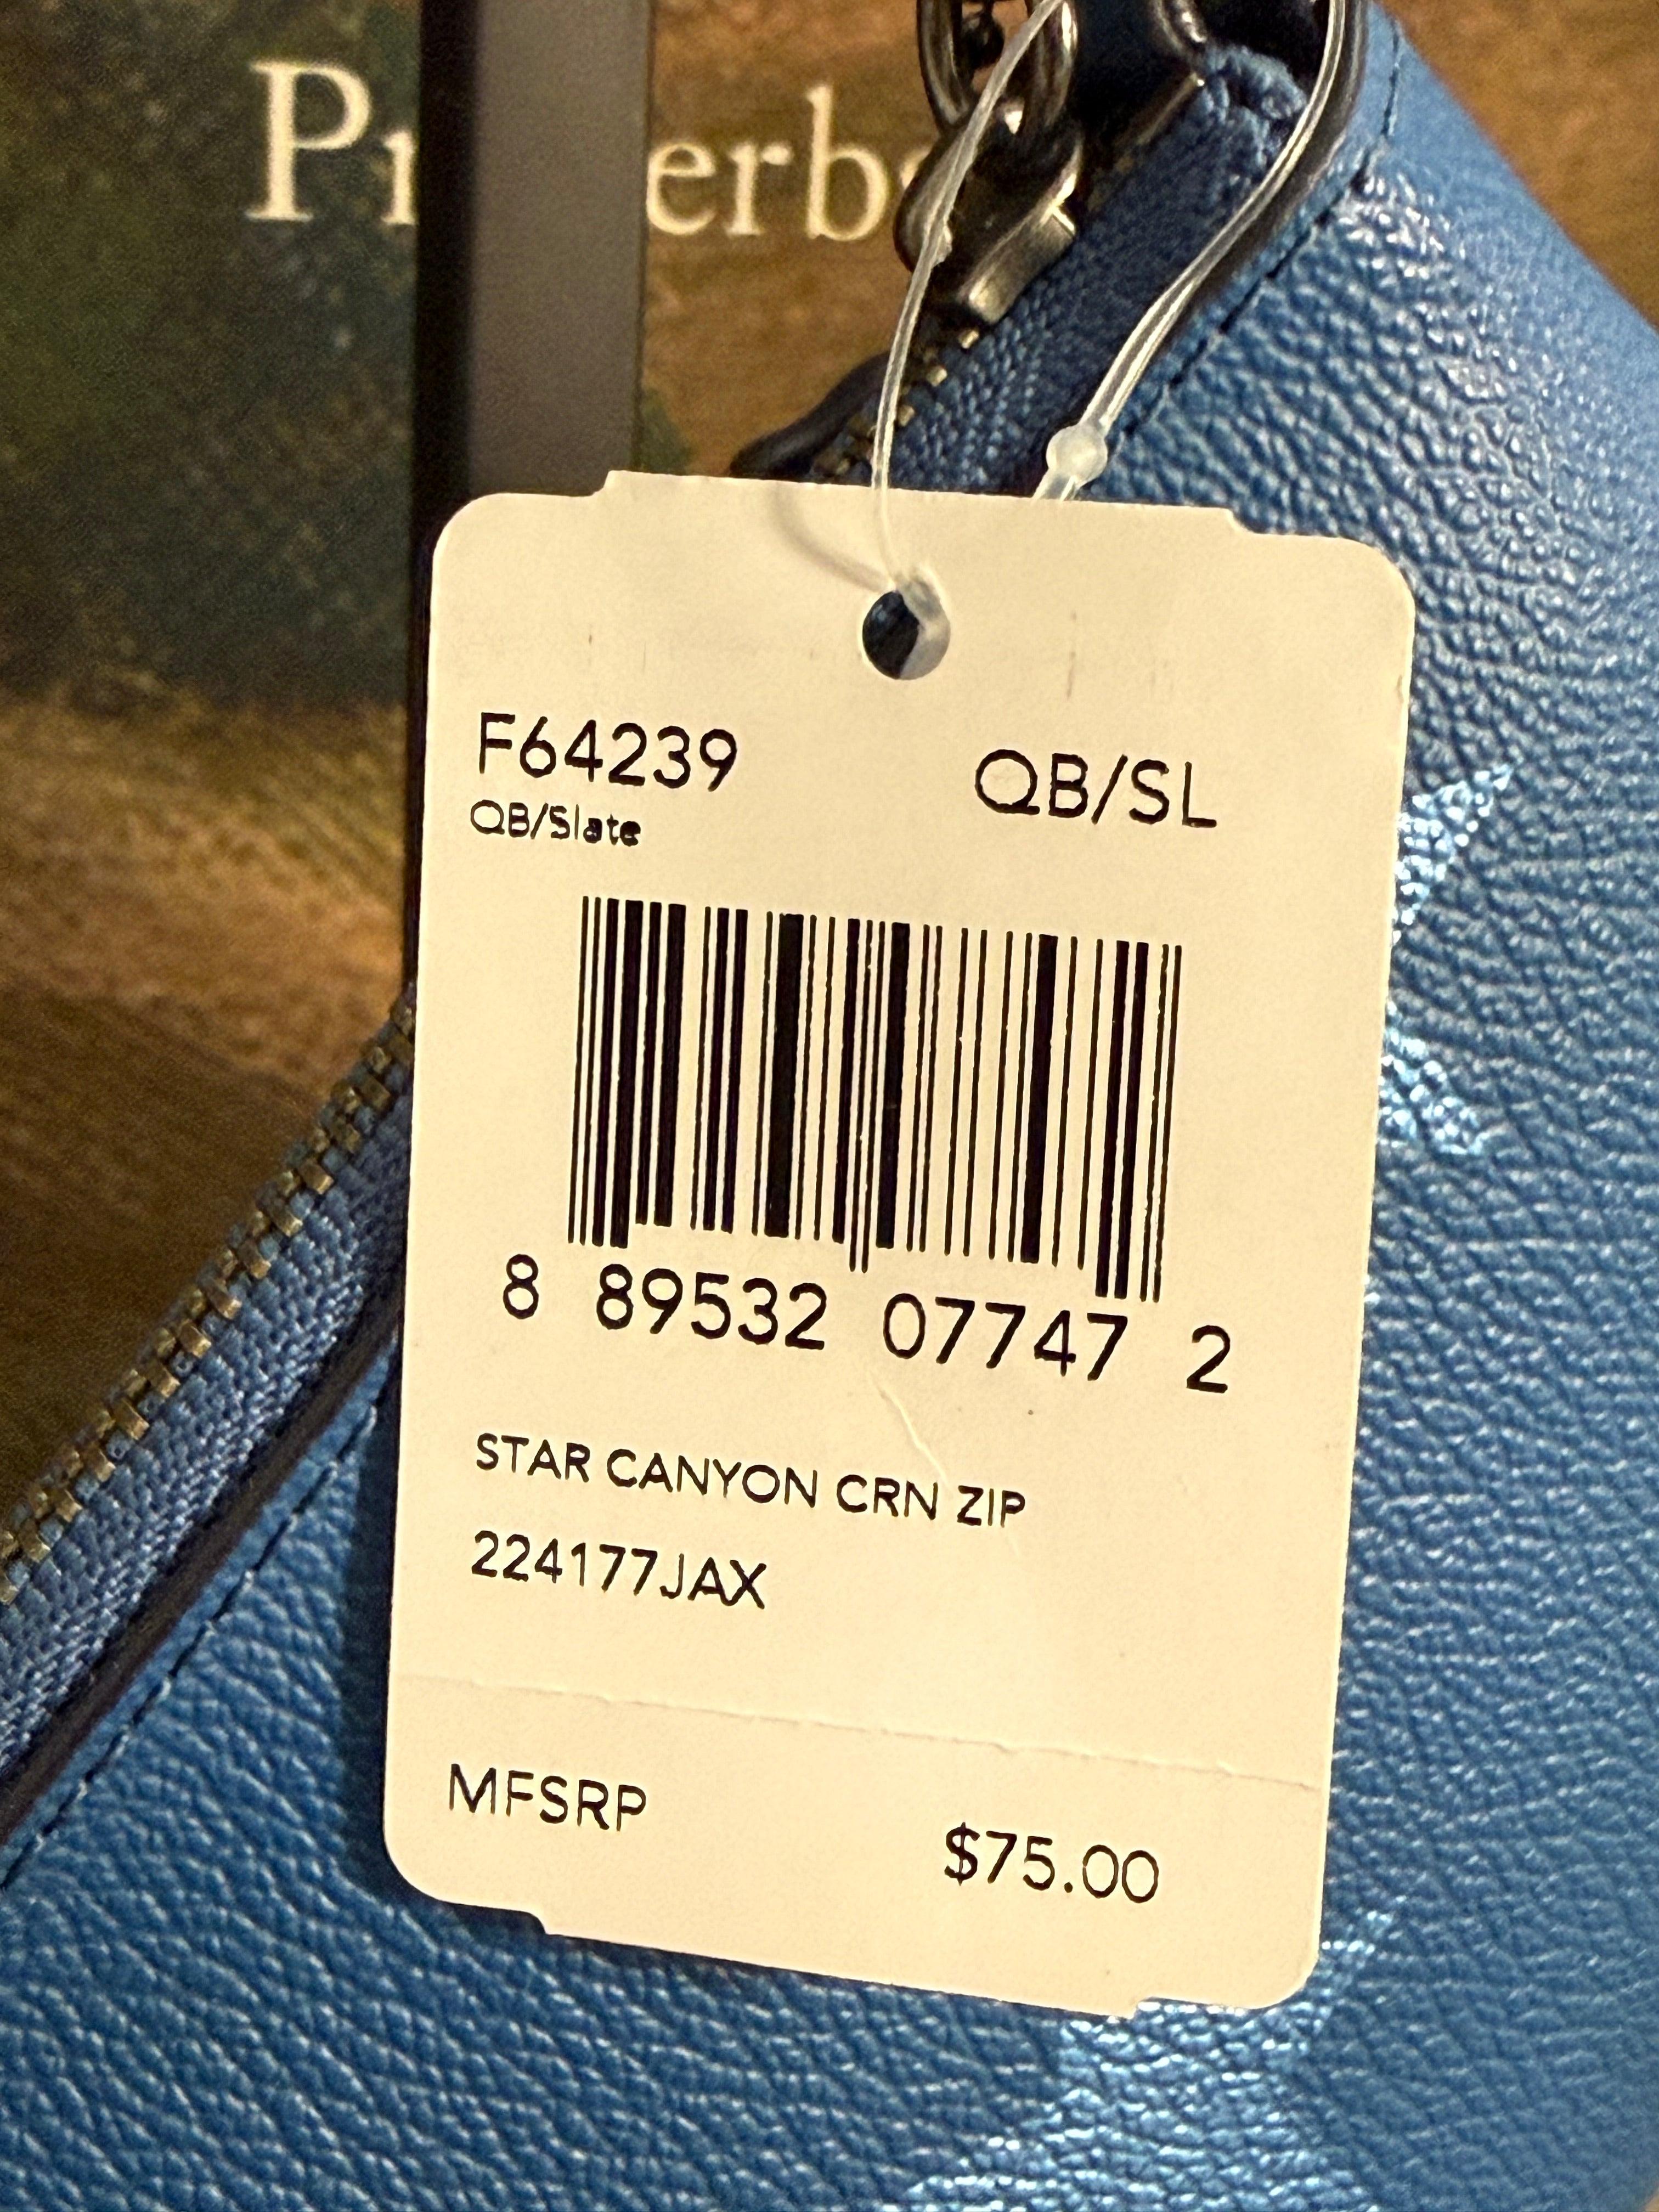 F64239 QB/SL
QB/Slate
8 89532 07747 2
STAR CANYON CRN ZIP
224177JAX
MFSRP $75.00